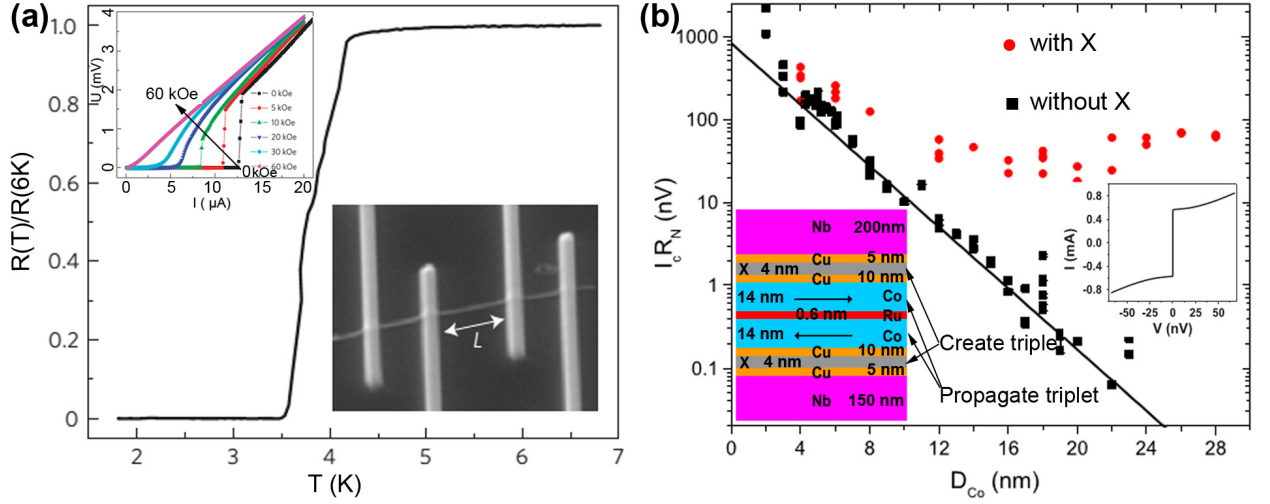 (a)
R(T)/R(6K)
1.0
0.8
0.6
0.4
0.2
0
2
3
4
5
6
7
T (K)
U (mV)
4
3
2
1
0
0
5
10
15
20
I ( μA)
60 kOe
0kOe
0 kOe
5 kOe
10 kOe
20 kOe
30 kOe
60 kOe
L
(b)
IcRN (nV)
1000
100
10
1
0.1
0
4
8
12
16
20
24
28
DCo (nm)
with X
without X
Nb 200nm
Cu 5 nm
X 4 nm
Cu 10 nm
14 nm Co
0.6 nm Ru
14 nm Co
Cu 10 nm
X 4 nm
Cu 5 nm
Nb 150 nm
Create triplet
Propagate triplet
I (mA)
0.8
0.4
0.0
-0.4
-0.8
-50
0
50
V (nV)